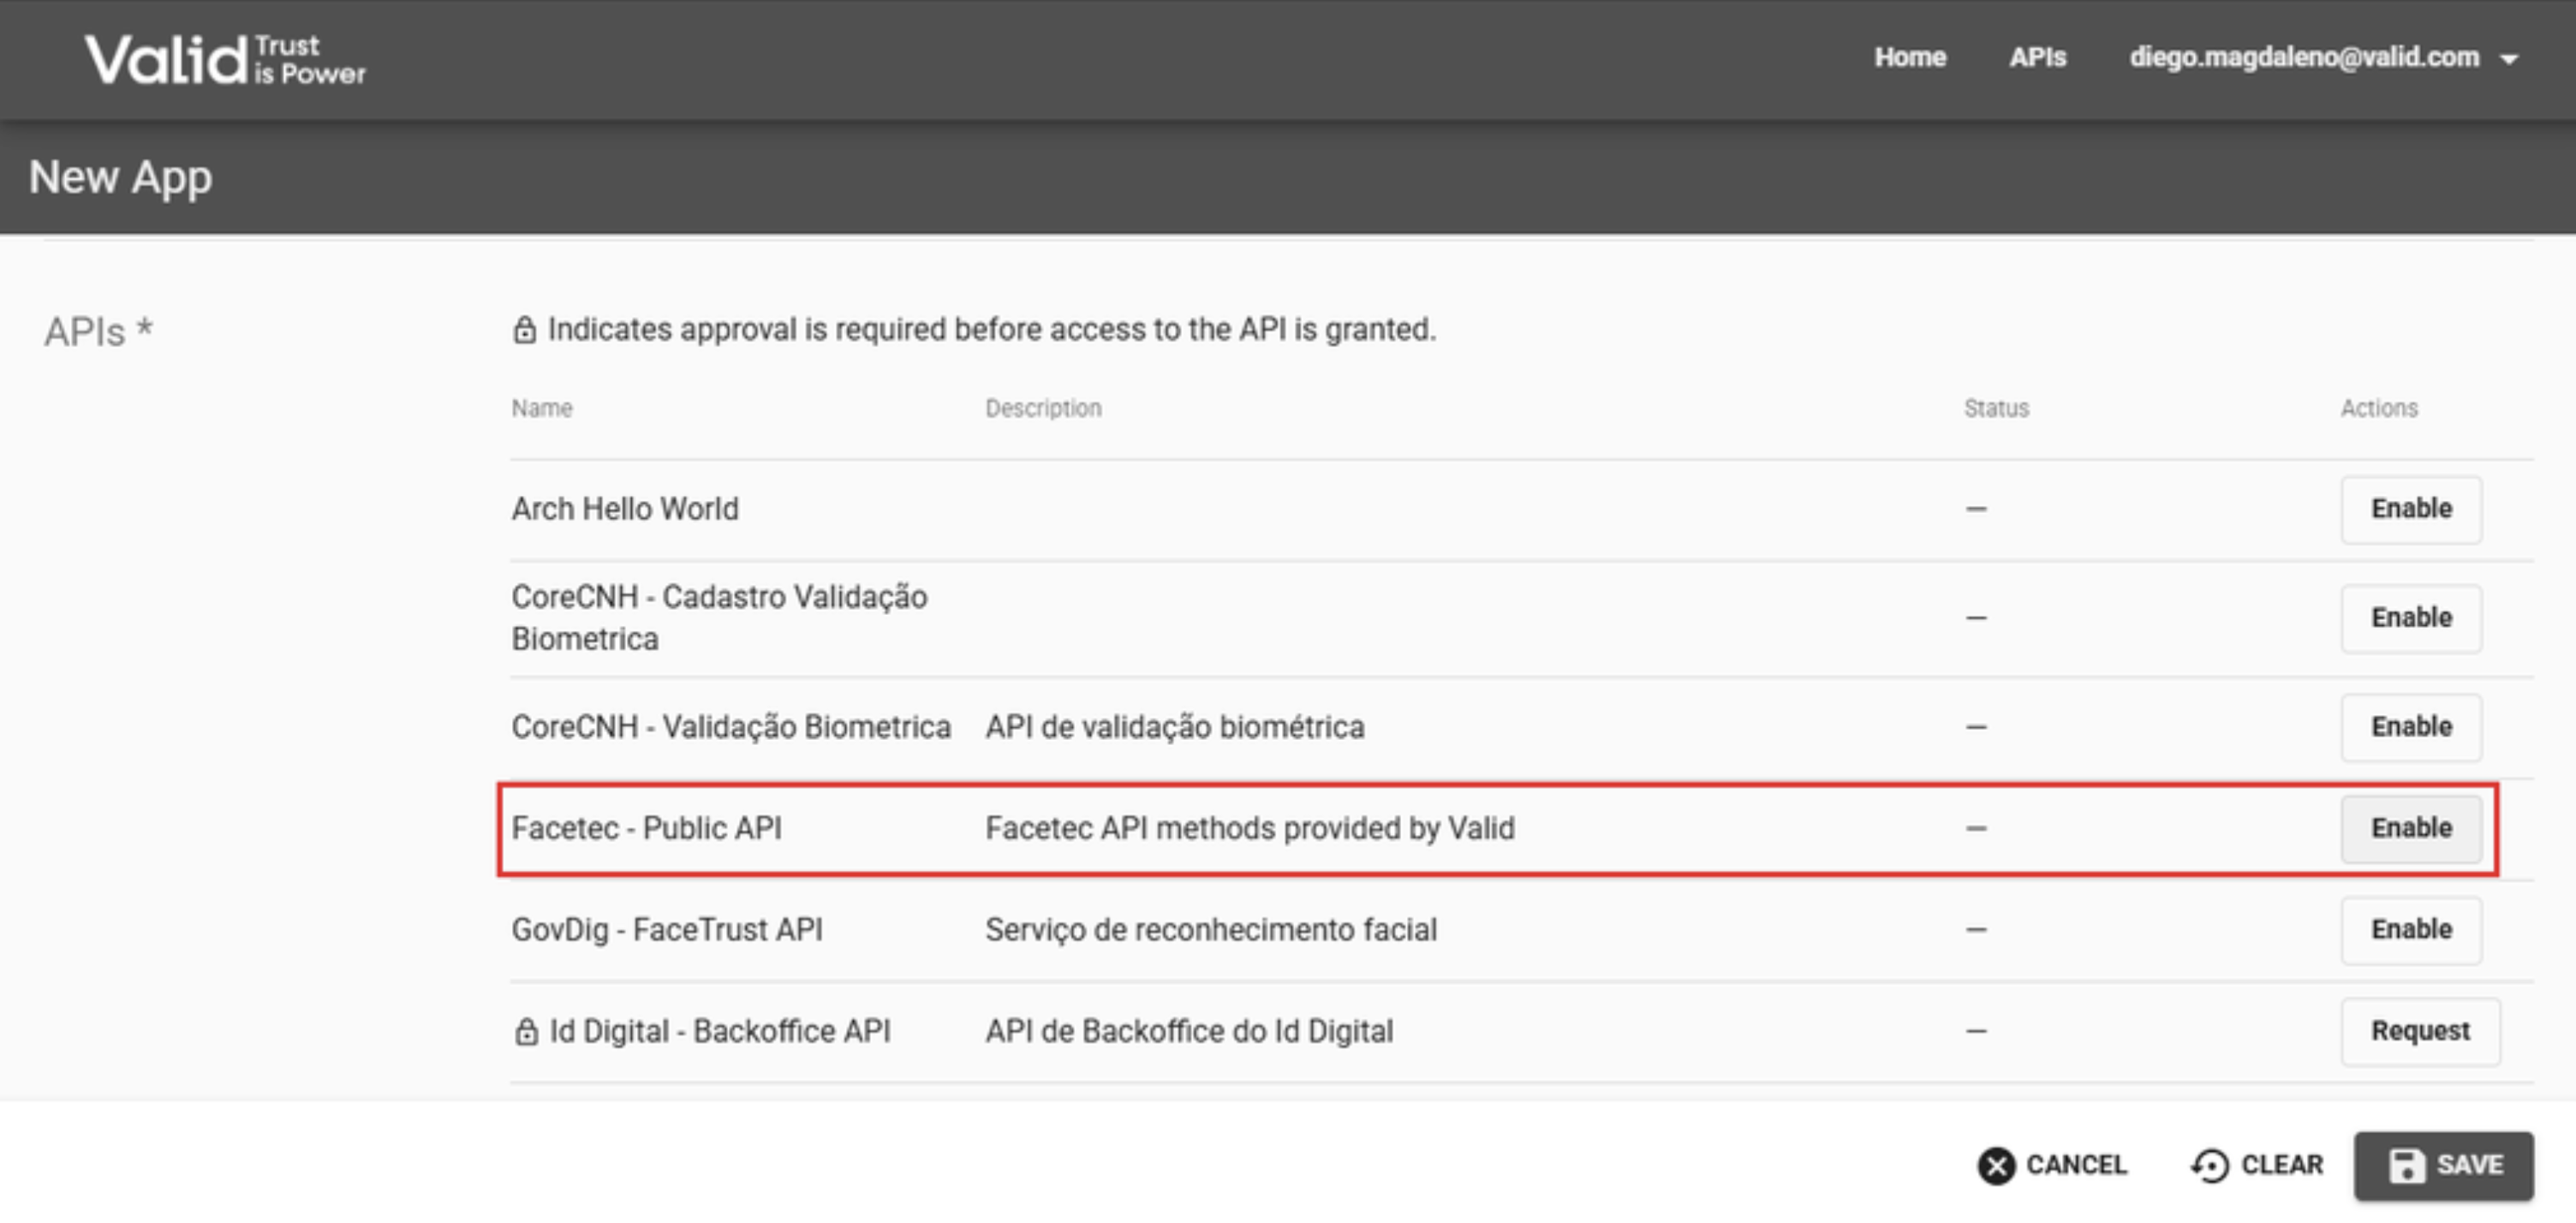 Valid Trust is Power
Home APIs diego.magdaleno@valid.com
New App
APIs *
Indicates approval is required before access to the API is granted.
Name Description Status Actions
Arch Hello World — Enable
CoreCNH - Cadastro Validação
Biometrica — Enable
CoreCNH - Validação Biometrica API de validação biométrica — Enable
Facetec - Public API Facetec API methods provided by Valid — Enable
GovDig - FaceTrust API Serviço de reconhecimento facial — Enable
Id Digital - Backoffice API API de Backoffice do Id Digital — Request
CANCEL CLEAR SAVE